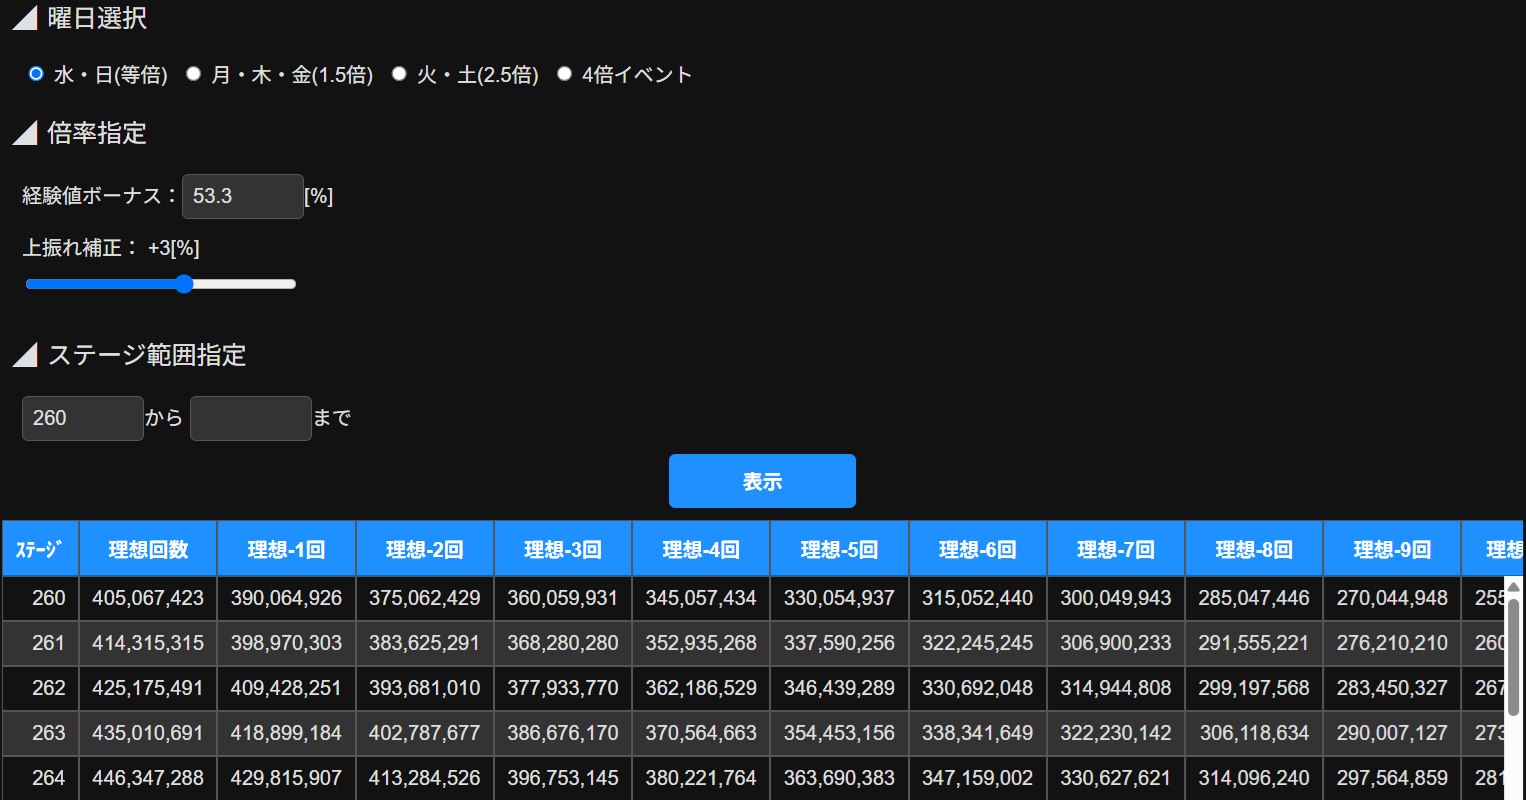 曜日選択
水・日(等倍) 月・木・金(1.5倍) 火・土(2.5倍) 4倍イベント
倍率指定
経験値ボーナス：53.3[%]
上振れ補正： +3[%]
ステージ範囲指定
260から まで
表示
ｽﾃｰｼﾞ 理想回数 理想-1回 理想-2回 理想-3回 理想-4回 理想-5回 理想-6回 理想-7回 理想-8回 理想-9回 理想
260 405,067,423 390,064,926 375,062,429 360,059,931 345,057,434 330,054,937 315,052,440 300,049,943 285,047,446 270,044,948 255
261 414,315,315 398,970,303 383,625,291 368,280,280 352,935,268 337,590,256 322,245,245 306,900,233 291,555,221 276,210,210 260
262 425,175,491 409,428,251 393,681,010 377,933,770 362,186,529 346,439,289 330,692,048 314,944,808 299,197,568 283,450,327 267
263 435,010,691 418,899,184 402,787,677 386,676,170 370,564,663 354,453,156 338,341,649 322,230,142 306,118,634 290,007,127 273
264 446,347,288 429,815,907 413,284,526 396,753,145 380,221,764 363,690,383 347,159,002 330,627,621 314,096,240 297,564,859 281